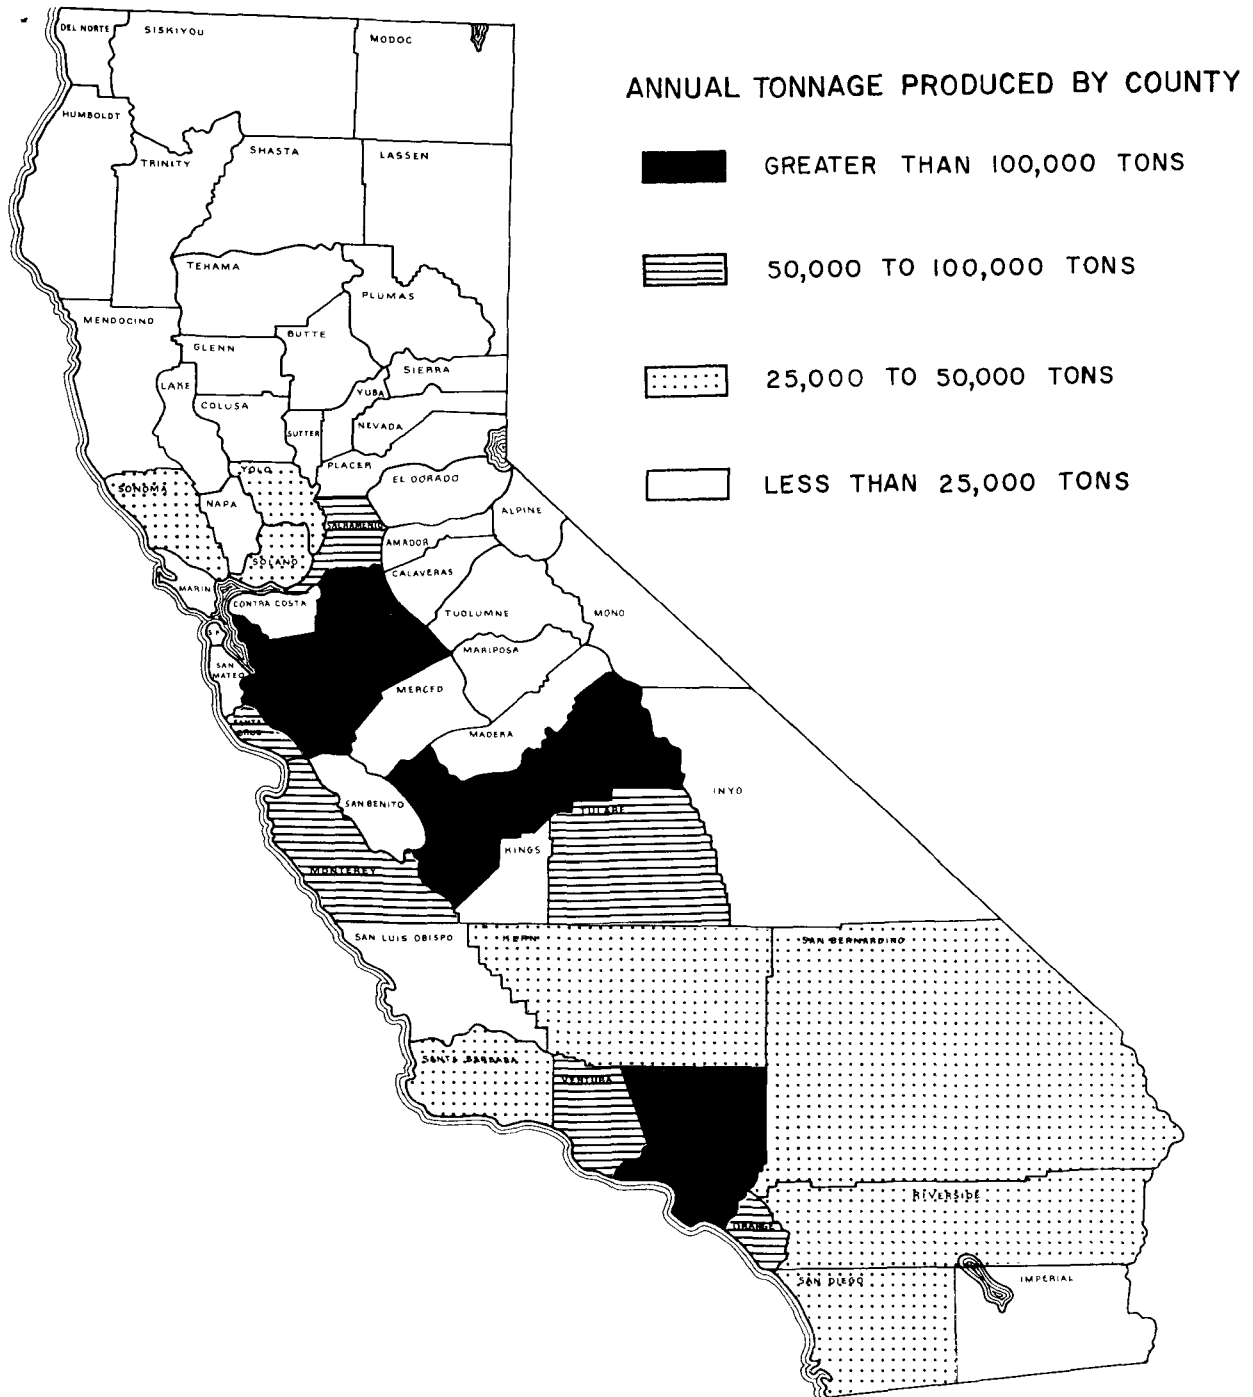 DEL NORTE
SISKIYOU
MODOC
ANNUAL TONNAGE PRODUCED BY COUNTY
HUMBOLDT
TRINITY
SHASTA
LASSEN
GREATER THAN 100,000 TONS
TEHAMA
50,000 TO 100,000 TONS
PLUMAS
MENDOCINO
BUTTE
GLENN
SIERRA
25,000 TO 50,000 TONS
LAKE
YUBA
COLUSA
NEVADA
SUTTER
PLACER
YOLO
EL DORADO
LESS THAN 25,000 TONS
SONOMA
NAPA
ALPINE
SACRAMENTO
AMADOR
SOLANO
CALAVERAS
MARIN
CONTRA COSTA
TUOLUMNE
MONO
S.F.
MARIPOSA
SAN
MATEO
MERCED
SANTA
CRUZ
MADERA
INYO
SAN BENITO
TULARE
KINGS
MONTEREY
SAN LUIS OBISPO
KERN
SAN BERNARDINO
SANTA BARBARA
VENTURA
RIVERSIDE
ORANGE
SAN DIEGO
IMPERIAL